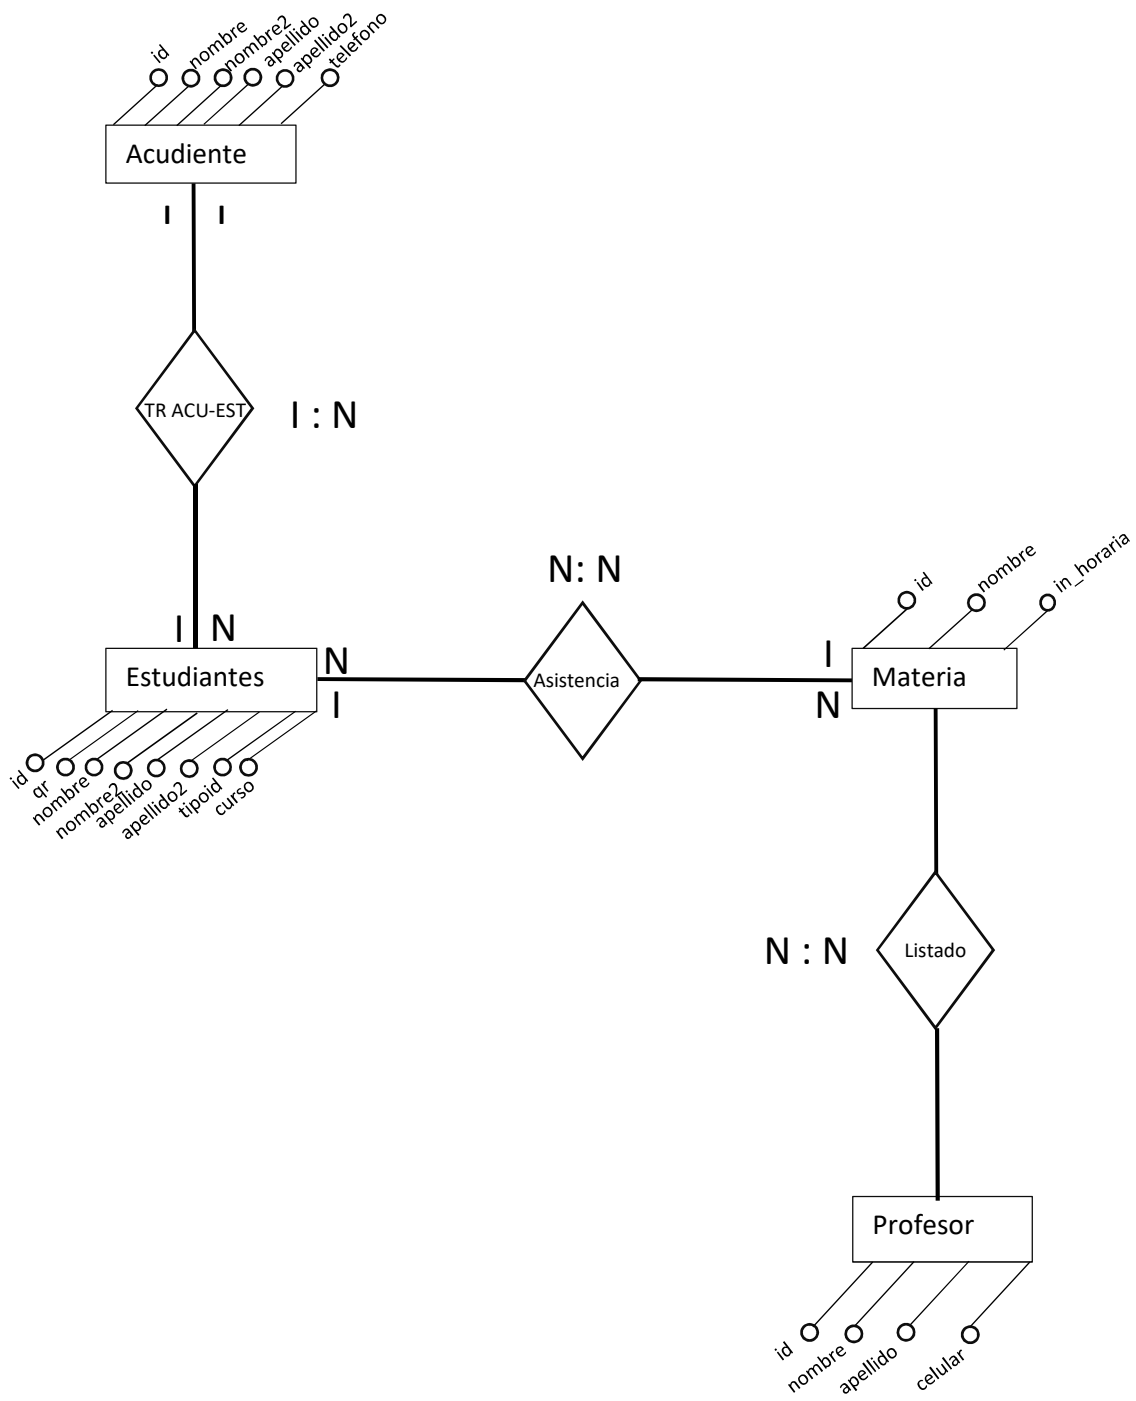 id
nombre
nombre2
apellido
apellido2
telefono
Acudiente
I I
TR ACU-EST
I : N
I N
Estudiantes
N
I
id
qr
nombre
nombre2
apellido
apellido2
tipoid
curso
N: N
Asistencia
I
N
id
nombre
in_horaria
Materia
N : N
Listado
Profesor
id
nombre
apellido
celular